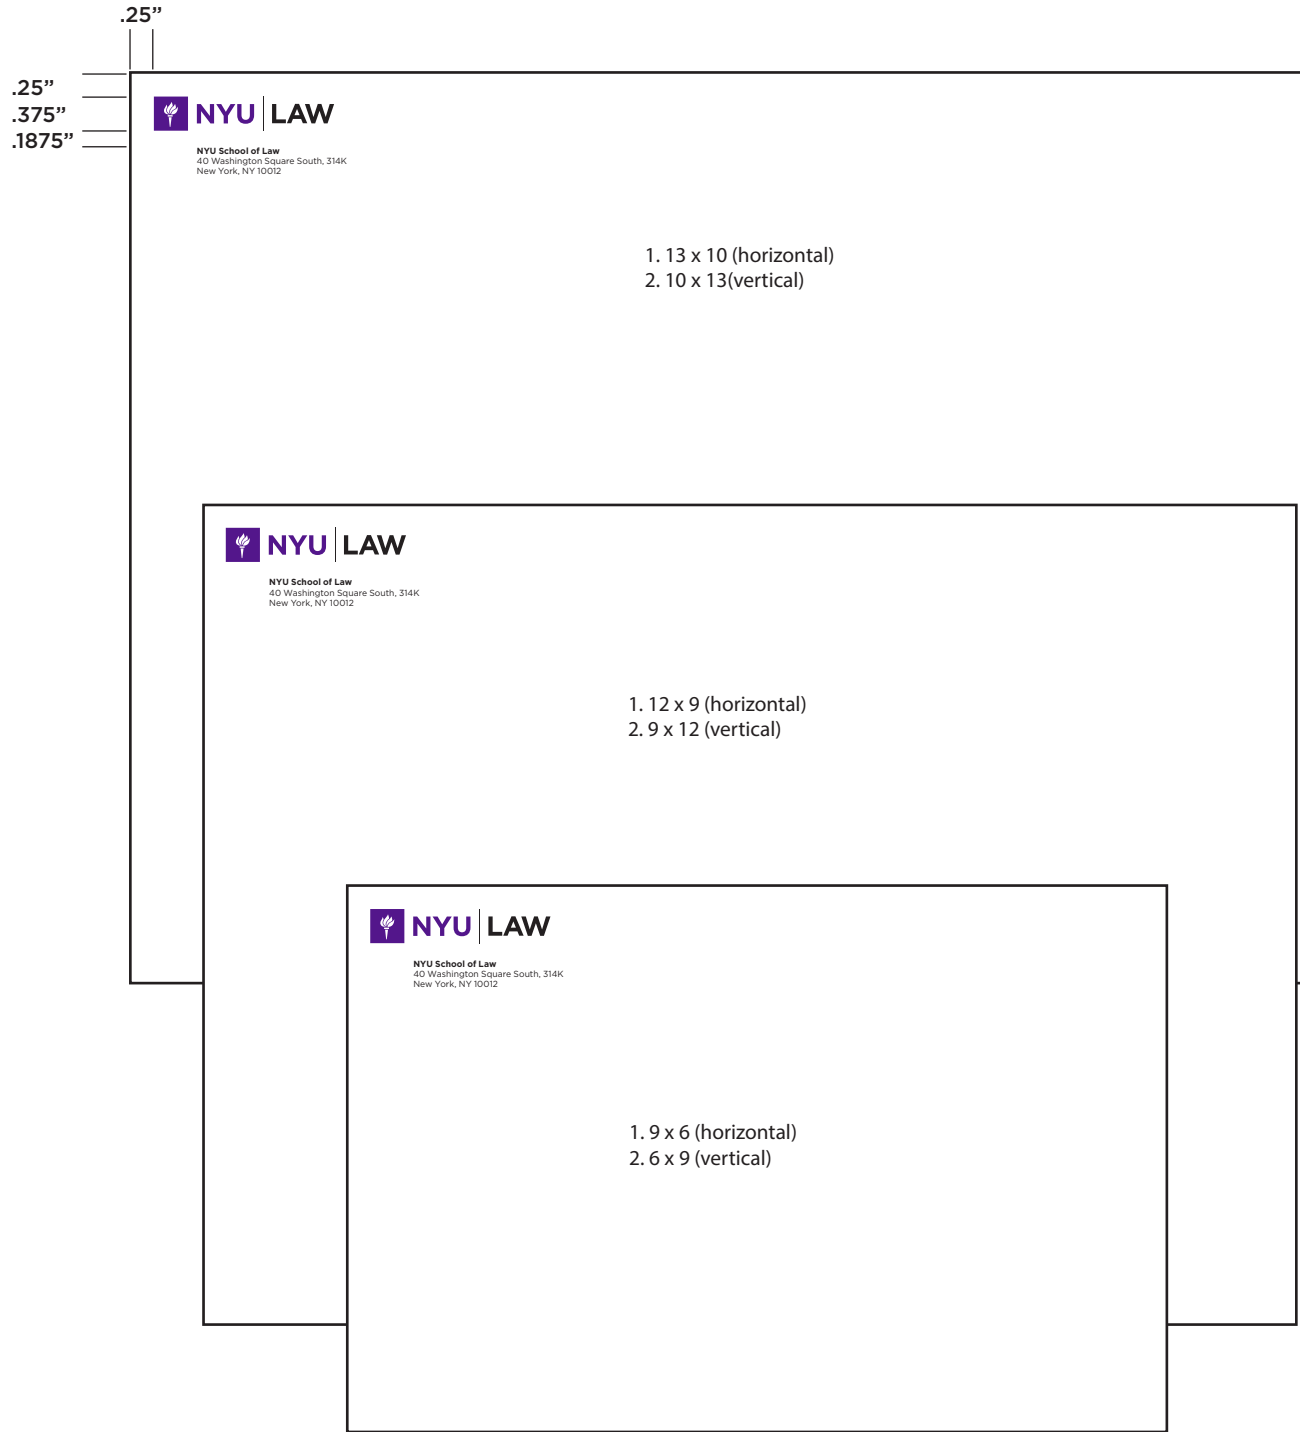 .25”
.25”
.375”
.1875”
NYU LAW
NYU School of Law
40 Washington Square South, 314K
New York, NY 10012
1. 13 x 10 (horizontal)
2. 10 x 13(vertical)
NYU LAW
NYU School of Law
40 Washington Square South, 314K
New York, NY 10012
1. 12 x 9 (horizontal)
2. 9 x 12 (vertical)
NYU LAW
NYU School of Law
40 Washington Square South, 314K
New York, NY 10012
1. 9 x 6 (horizontal)
2. 6 x 9 (vertical)